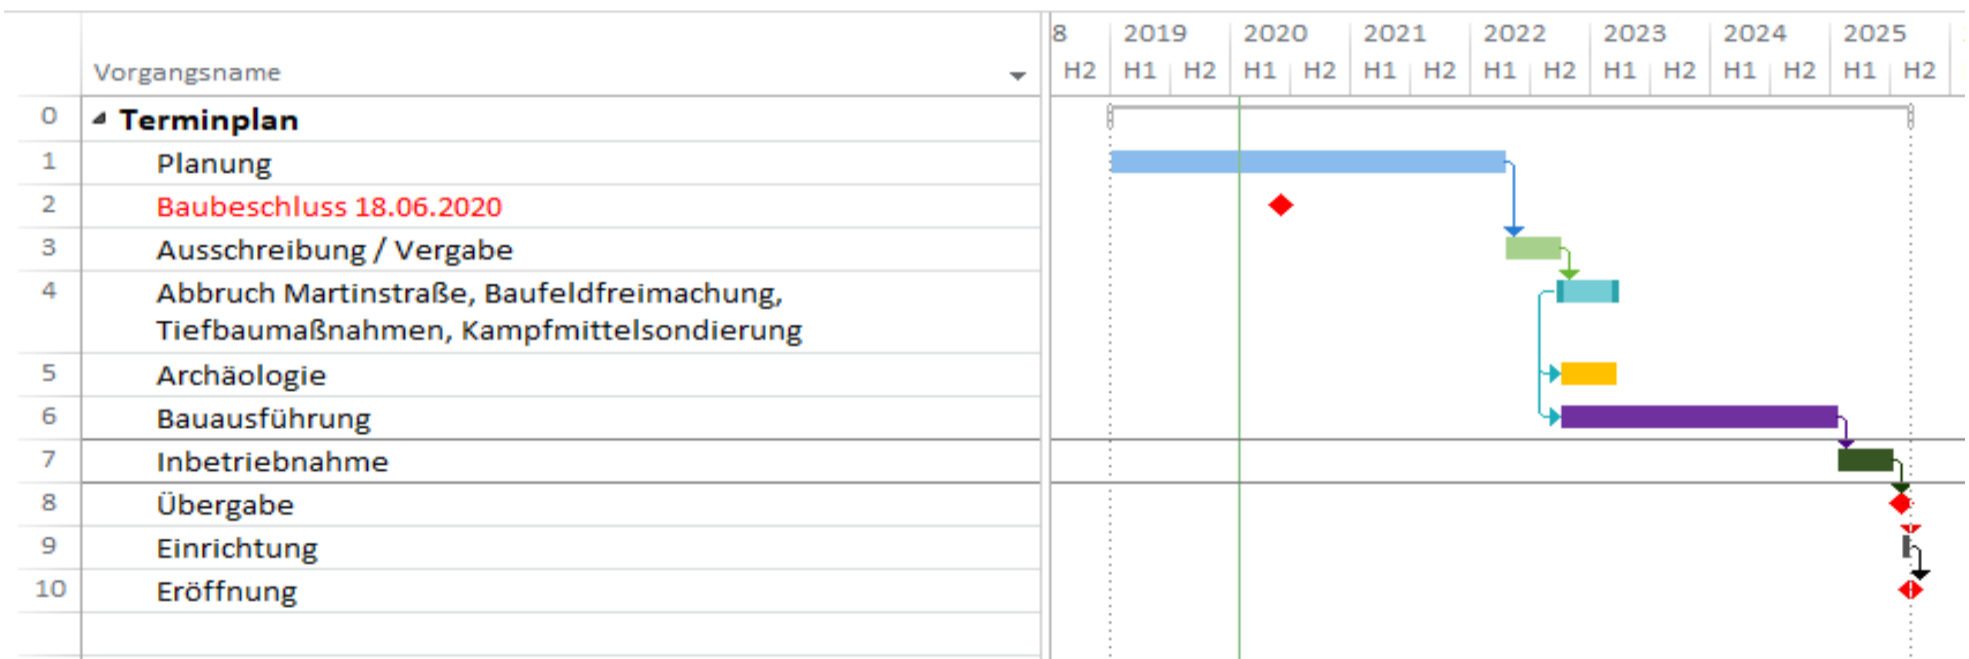 8 2019 2020 2021 2022 2023 2024 2025
Vorgangsname H2 H1 H2 H1 H2 H1 H2 H1 H2 H1 H2 H1 H2 H1 H2
0 Terminplan
1 Planung
2 Baubeschluss 18.06.2020
3 Ausschreibung / Vergabe
4 Abbruch Martinstraße, Baufeldfreimachung,
Tiefbaumaßnahmen, Kampfmittelsondierung
5 Archäologie
6 Bauausführung
7 Inbetriebnahme
8 Übergabe
9 Einrichtung
10 Eröffnung